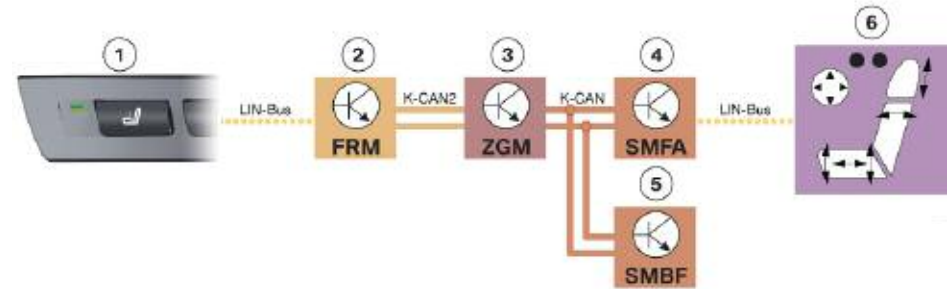 1
2
3
4
6
LIN-Bus
FRM
K-CAN2
ZGM
K-CAN
SMFA
LIN-Bus
5
SMBF